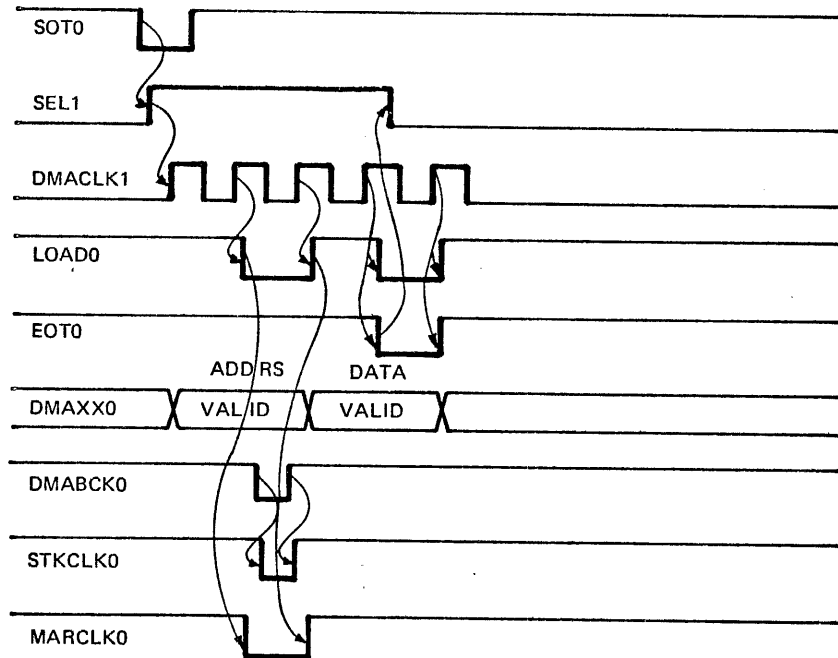 SOT0
SEL1
DMACLK1
LOAD0
EOT0
ADDRS DATA
DMAXX0 VALID VALID
DMABCK0
STKCLK0
MARCLK0